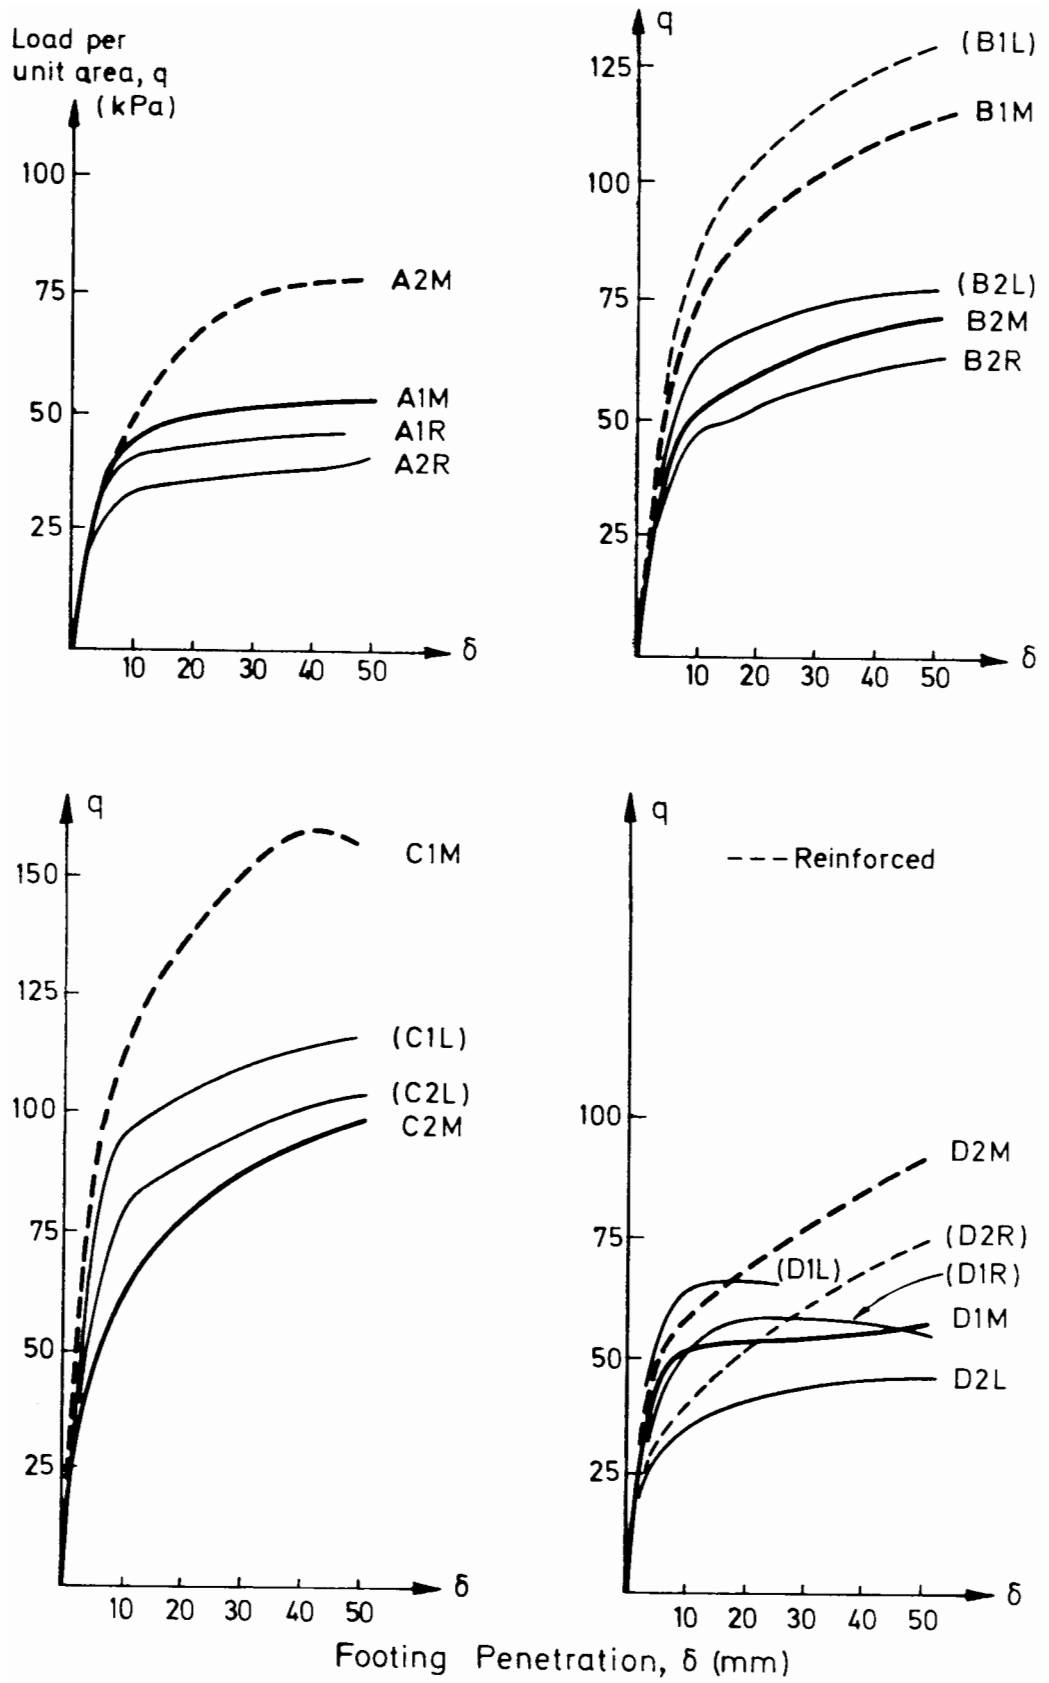 Load per
unit area, q
(kPa)
100
75
50
25
A2M
A1M
A1R
A2R
10 20 30 40 50
δ
q
125
100
75
50
25
(B1L)
B1M
(B2L)
B2M
B2R
10 20 30 40 50
δ
q
150
125
100
75
50
25
C1M
(C1L)
(C2L)
C2M
10 20 30 40 50
δ
q
---Reinforced
100
75
50
25
D2M
(D2R)
(D1L)
(D1R)
D1M
D2L
10 20 30 40 50
δ
Footing Penetration, δ (mm)